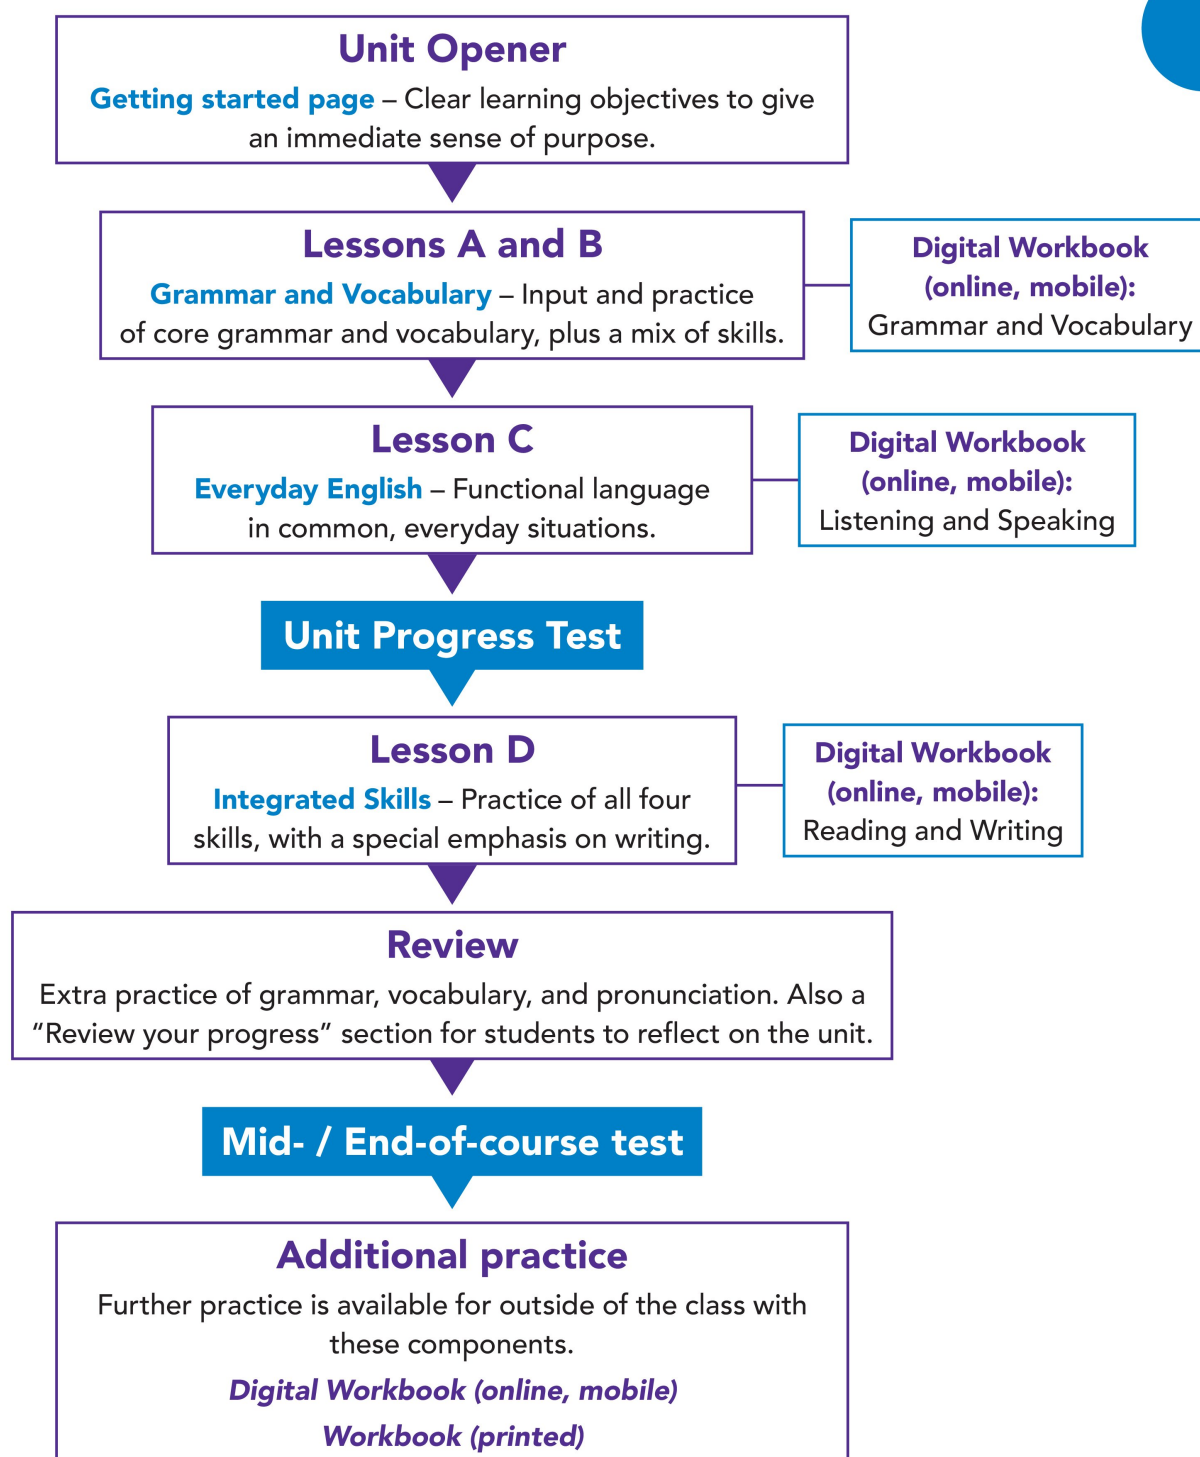 Unit Opener
Getting started page – Clear learning objectives to give
an immediate sense of purpose.
Lessons A and B
Grammar and Vocabulary – Input and practice
of core grammar and vocabulary, plus a mix of skills.
Digital Workbook
(online, mobile):
Grammar and Vocabulary
Lesson C
Everyday English – Functional language
in common, everyday situations.
Digital Workbook
(online, mobile):
Listening and Speaking
Unit Progress Test
Lesson D
Integrated Skills – Practice of all four
skills, with a special emphasis on writing.
Digital Workbook
(online, mobile):
Reading and Writing
Review
Extra practice of grammar, vocabulary, and pronunciation. Also a
“Review your progress” section for students to reflect on the unit.
Mid- / End-of-course test
Additional practice
Further practice is available for outside of the class with
these components.
Digital Workbook (online, mobile)
Workbook (printed)